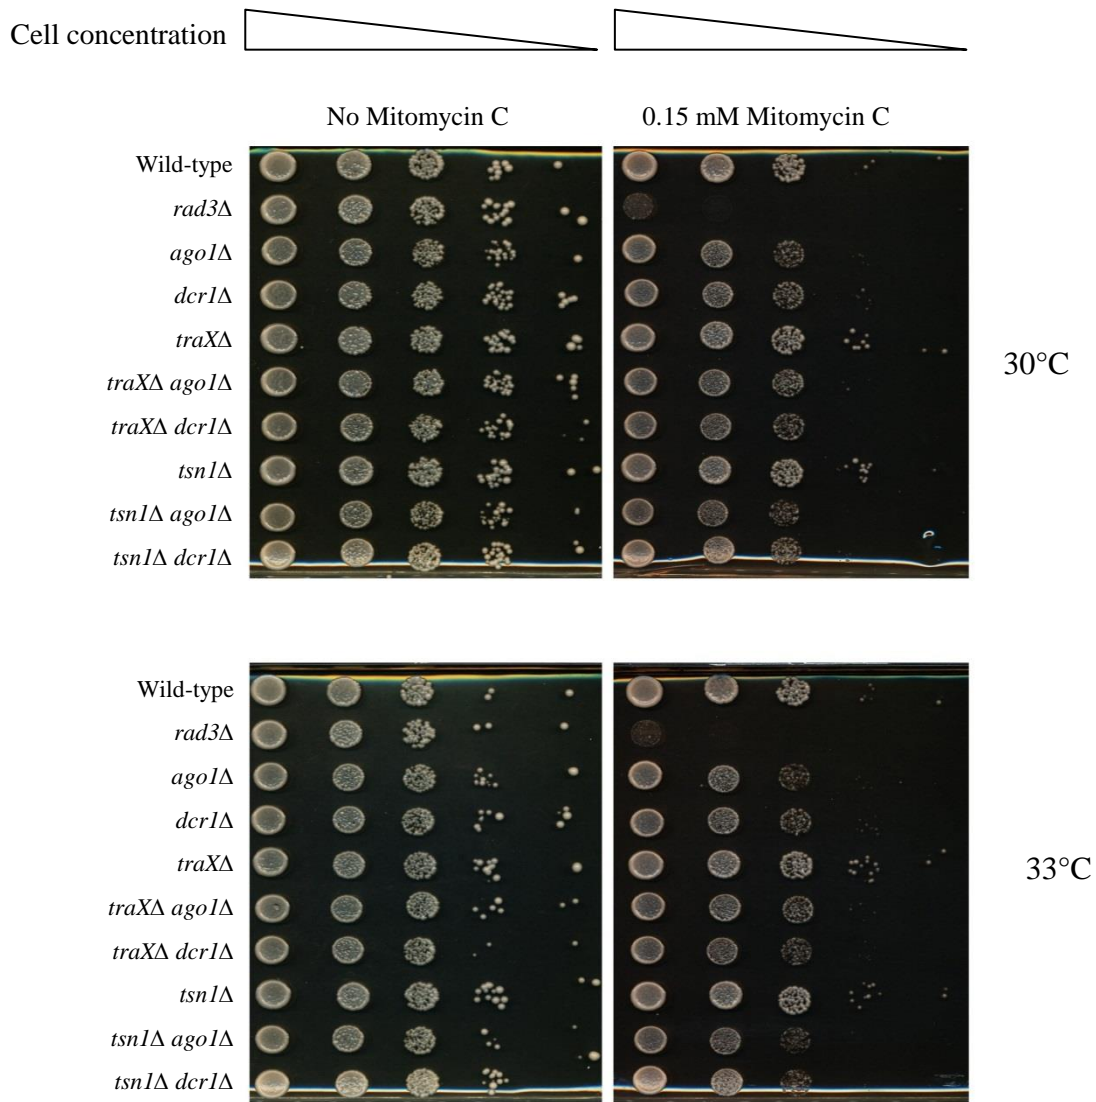 Cell concentration
No Mitomycin C
0.15 mM Mitomycin C
Wild-type
rad3Δ
ago1Δ
dcr1Δ
traXΔ
traXΔ ago1Δ
traXΔ dcr1Δ
tsn1Δ
tsn1Δ ago1Δ
tsn1Δ dcr1Δ
30°C
Wild-type
rad3Δ
ago1Δ
dcr1Δ
traXΔ
traXΔ ago1Δ
traXΔ dcr1Δ
tsn1Δ
tsn1Δ ago1Δ
tsn1Δ dcr1Δ
33°C